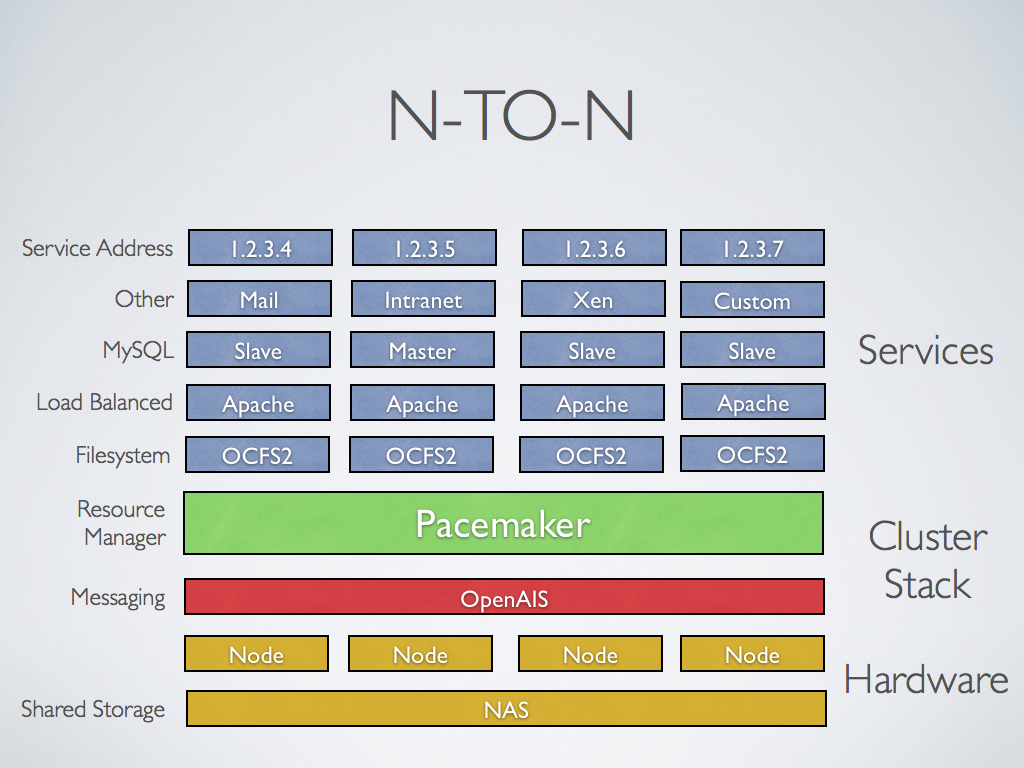 N-TO-N
Service Address 1.2.3.4 1.2.3.5 1.2.3.6 1.2.3.7
Other Mail Intranet Xen Custom
MySQL Slave Master Slave Slave
Services
Load Balanced Apache Apache Apache Apache
Filesystem OCFS2 OCFS2 OCFS2 OCFS2
Resource
Manager
Pacemaker
Cluster
Stack
Messaging OpenAIS
Node Node Node Node
Hardware
Shared Storage NAS